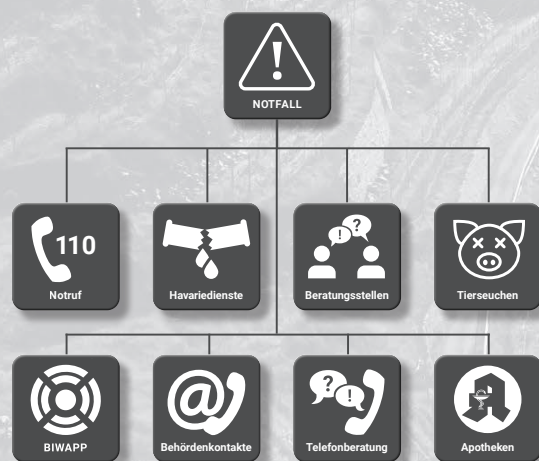 NOTFALL
110
Notruf
Havariedienste
! ?
Beratungsstellen
Tierseuchen
BIWAPP
@
Behördenkontakte
? !
Telefonberatung
Apotheken